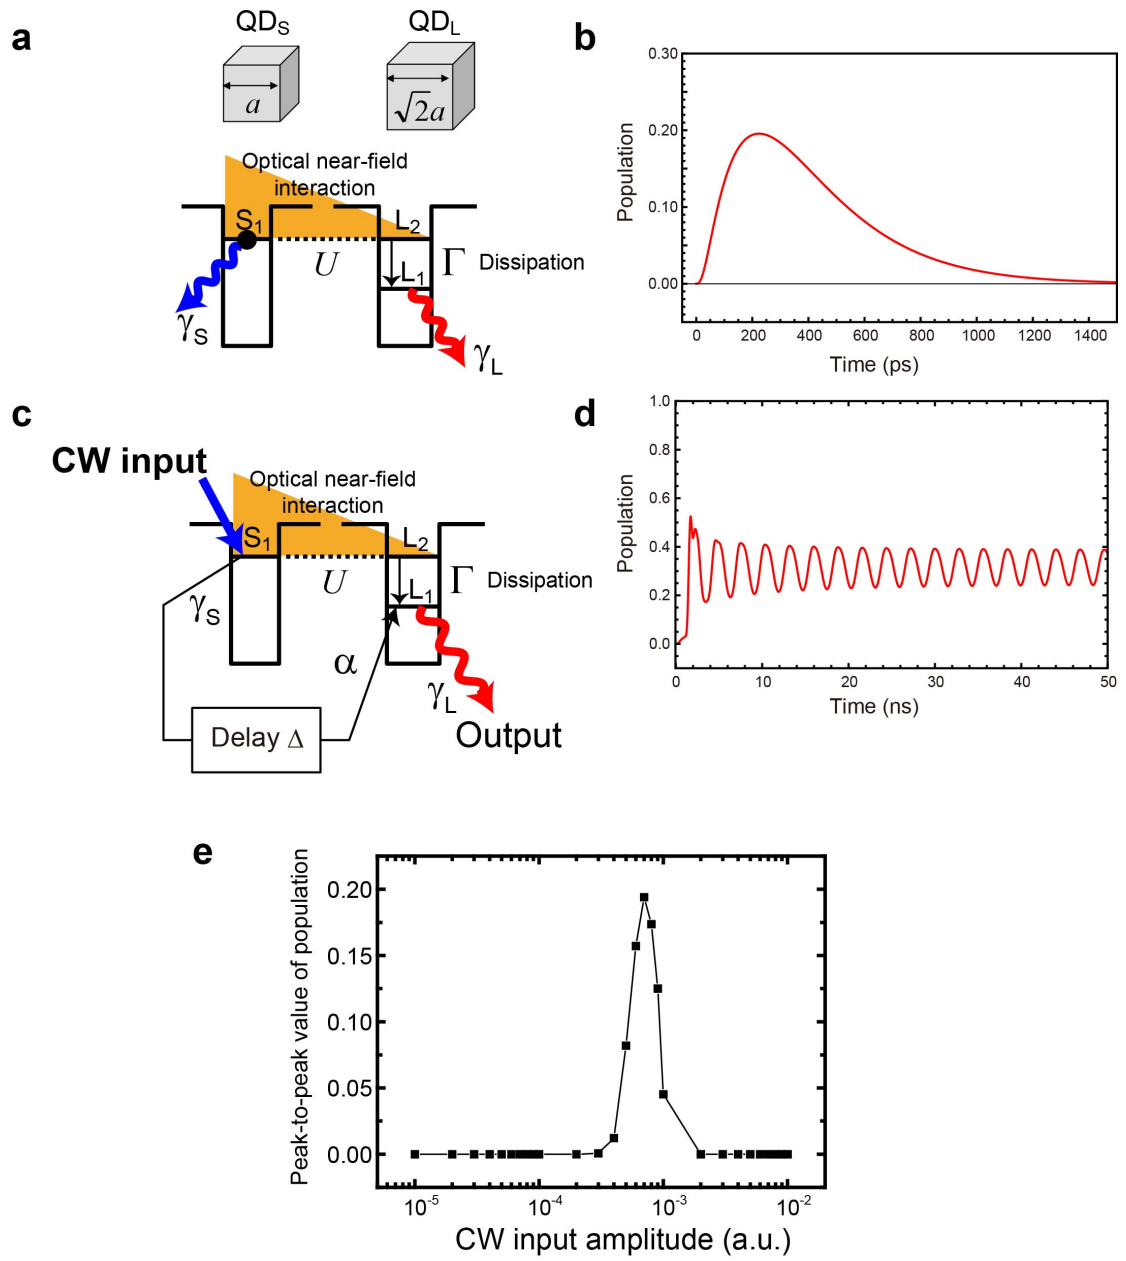 a
QD_S
QD_L
a
√2a
Optical near-field
interaction
S_1
L_2
U
L_1
Γ
Dissipation
γ_S
γ_L
b
0.30
0.20
0.10
0.00
Population
0
200
400
600
800
1000
1200
1400
Time (ps)
c
CW input
Optical near-field
interaction
S_1
L_2
U
L_1
Γ
Dissipation
γ_S
α
γ_L
Delay Δ
Output
d
1.0
0.8
0.6
0.4
0.2
0.0
Population
0
10
20
30
40
50
Time (ns)
e
Peak-to-peak value of population
0.20
0.15
0.10
0.05
0.00
10^-5
10^-4
10^-3
10^-2
CW input amplitude (a.u.)